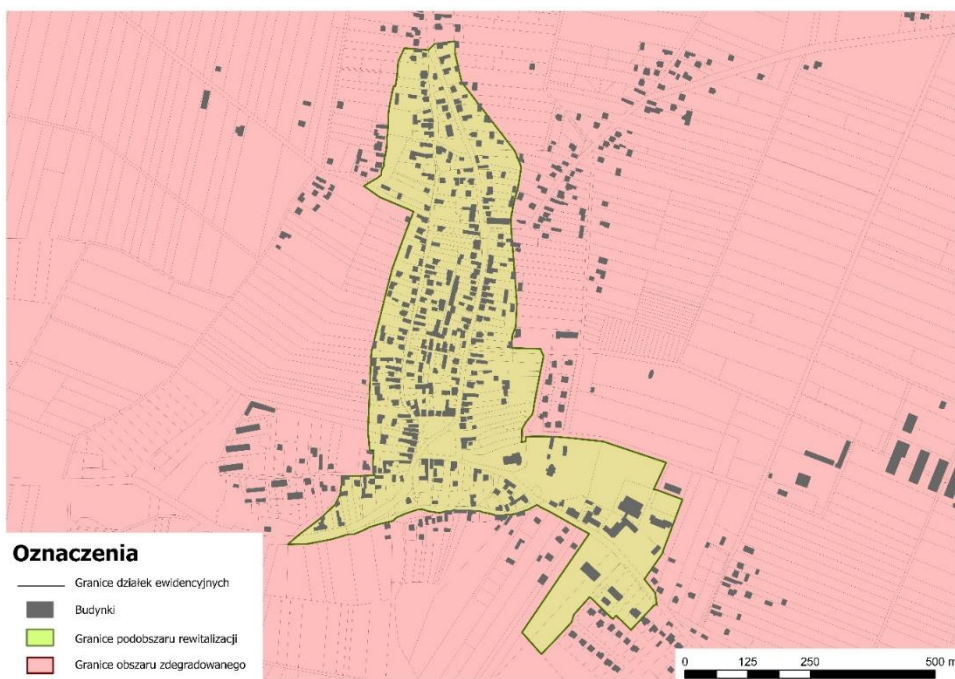 Oznaczenia
Granice działek ewidencyjnych
Budynki
Granice podobszaru rewitalizacji
Granice obszaru zdegradowanego
0 125 250 500 m